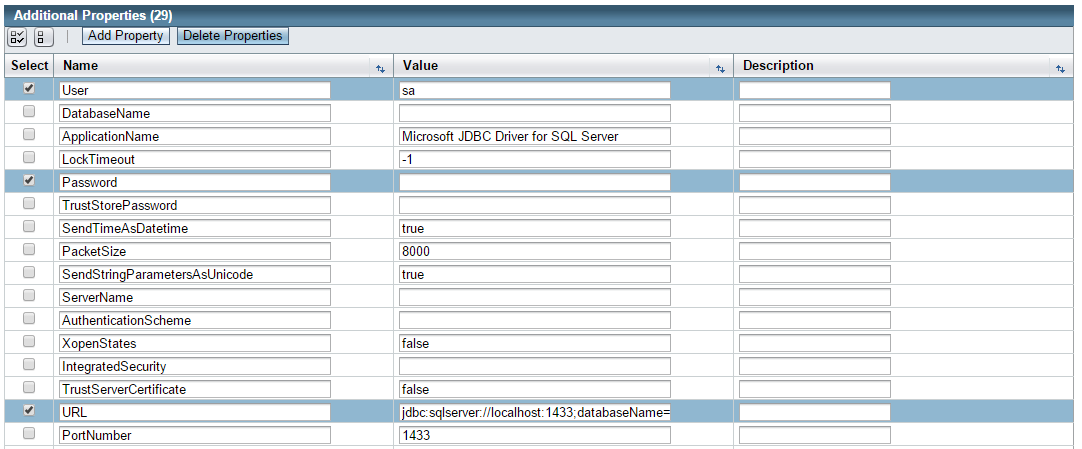 Additional Properties (29)
Add Property Delete Properties
Select Name Value Description
User sa
DatabaseName
ApplicationName Microsoft JDBC Driver for SQL Server
LockTimeout -1
Password
TrustStorePassword
SendTimeAsDatetime true
PacketSize 8000
SendStringParametersAsUnicode true
ServerName
AuthenticationScheme
XopenStates false
IntegratedSecurity
TrustServerCertificate false
URL jdbc:sqlserver://localhost:1433;databaseName=
PortNumber 1433